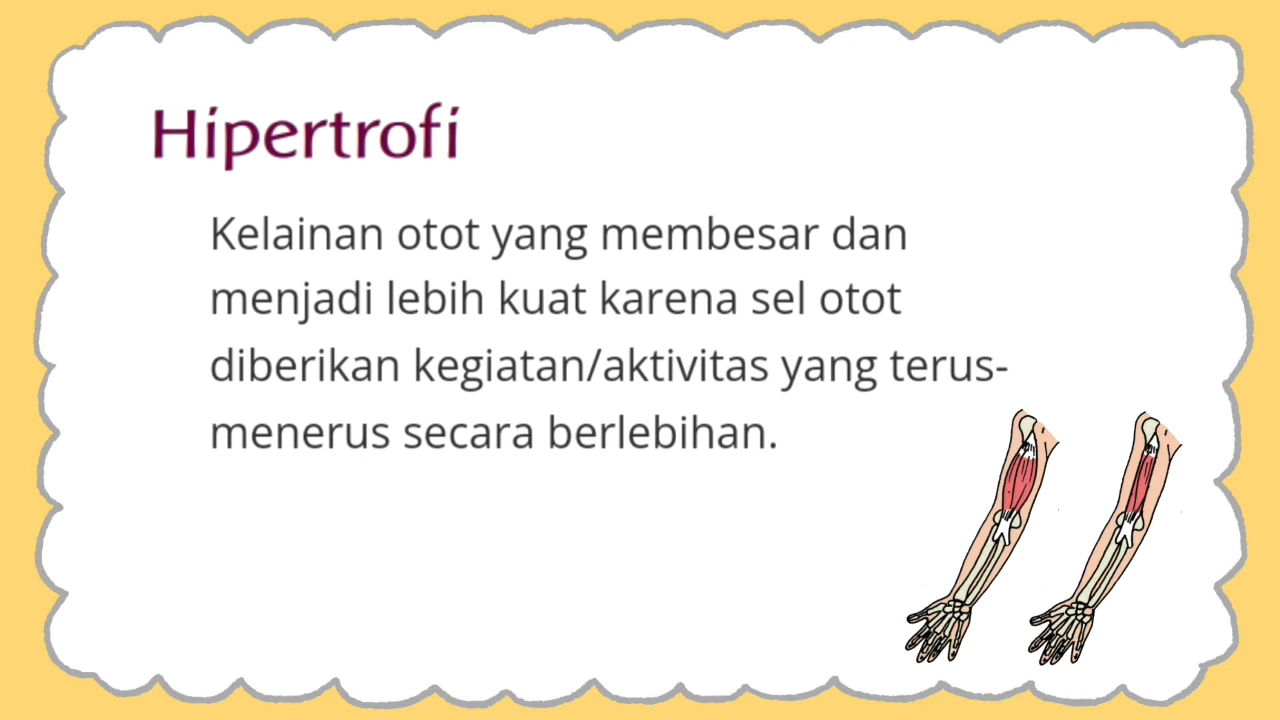 Hipertrofi
Kelainan otot yang membesar dan
menjadi lebih kuat karena sel otot
diberikan kegiatan/aktivitas yang terus-
menerus secara berlebihan.